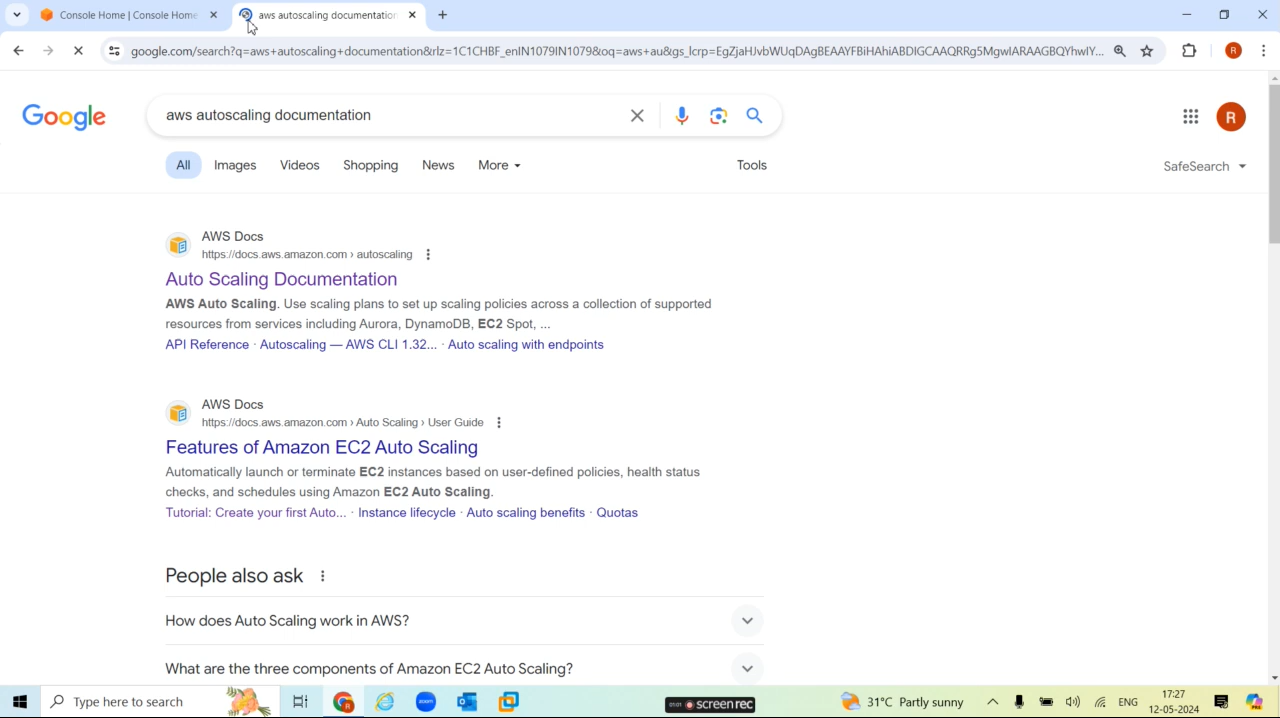 Console Home | Console Home
aws autoscaling documentation
google.com/search?q=aws+autoscaling+documentation&rlz=1C1CHBF_enIN1079IN1079&oq=aws+au&gs_lcrp=EgZjaHJvbWUqDAgBEAAYFBiHAhiABDIGCAAQRRg5MgwIARAAGBQYhwIY...
R
Google
aws autoscaling documentation
R
All
Images
Videos
Shopping
News
More
Tools
SafeSearch
AWS Docs
https://docs.aws.amazon.com › autoscaling
Auto Scaling Documentation
AWS Auto Scaling. Use scaling plans to set up scaling policies across a collection of supported
resources from services including Aurora, DynamoDB, EC2 Spot, ...
API Reference · Autoscaling — AWS CLI 1.32... · Auto scaling with endpoints
AWS Docs
https://docs.aws.amazon.com › Auto Scaling › User Guide
Features of Amazon EC2 Auto Scaling
Automatically launch or terminate EC2 instances based on user-defined policies, health status
checks, and schedules using Amazon EC2 Auto Scaling.
Tutorial: Create your first Auto... · Instance lifecycle · Auto scaling benefits · Quotas
People also ask
How does Auto Scaling work in AWS?
What are the three components of Amazon EC2 Auto Scaling?
Type here to search
zoom
01:01 screenrec
31°C Partly sunny
ENG
17:27
12-05-2024